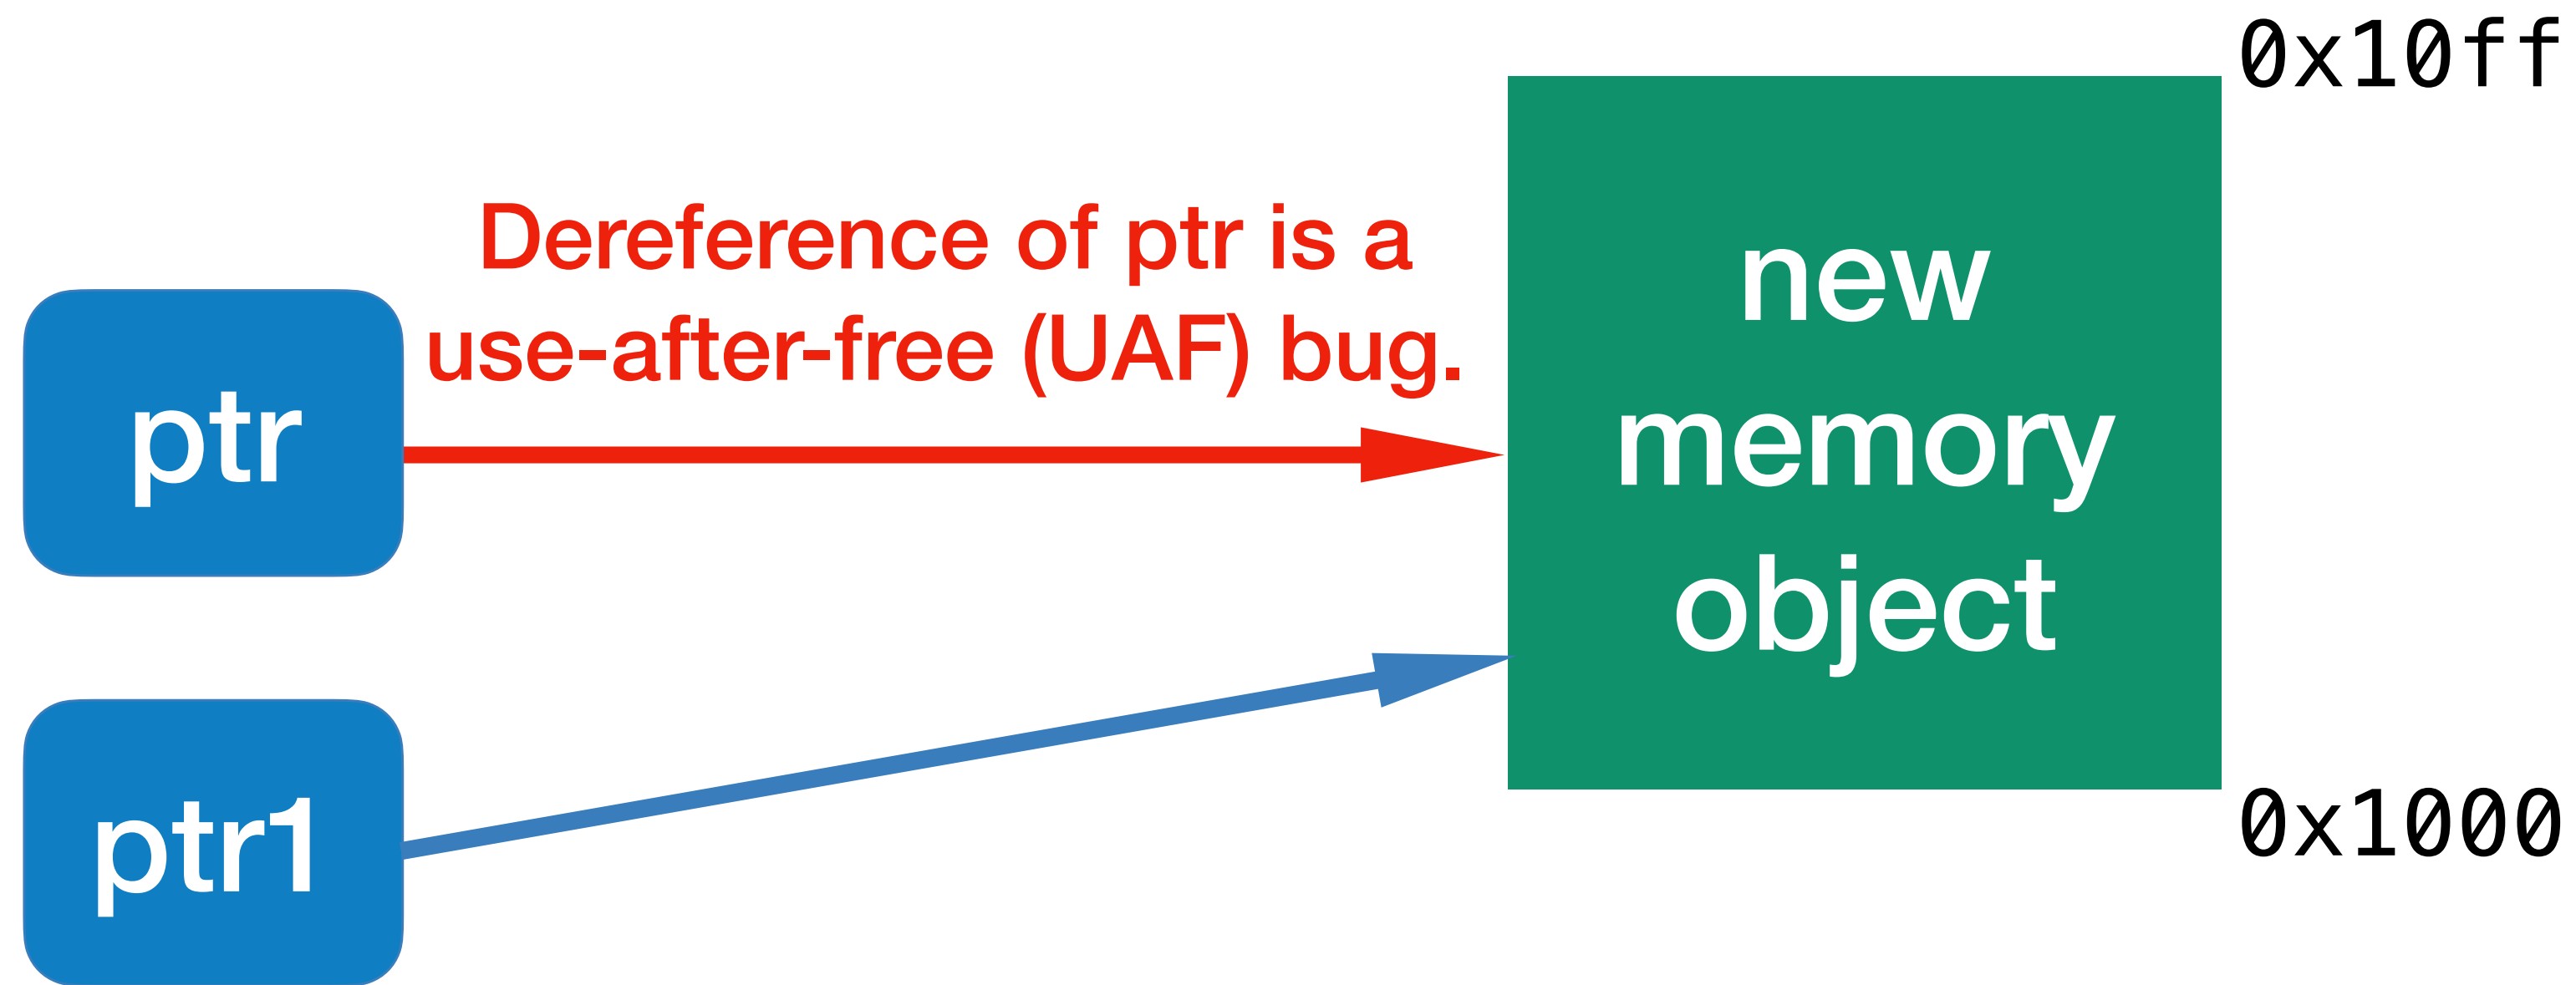 0x10ff
Dereference of ptr is a
use-after-free (UAF) bug.
ptr
new
memory
object
ptr1
0x1000